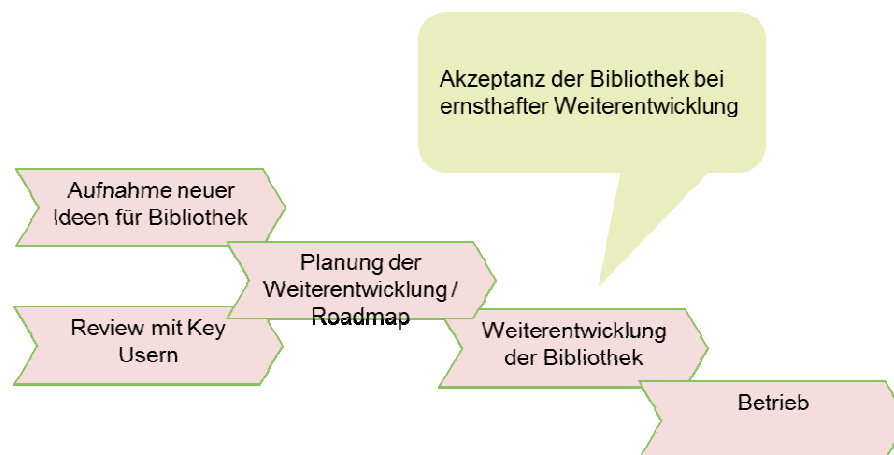 Akzeptanz der Bibliothek bei
ernsthafter Weiterentwicklung
Aufnahme neuer
Ideen für Bibliothek
Planung der
Weiterentwicklung /
Roadmap
Review mit Key
Usern
Weiterentwicklung
der Bibliothek
Betrieb